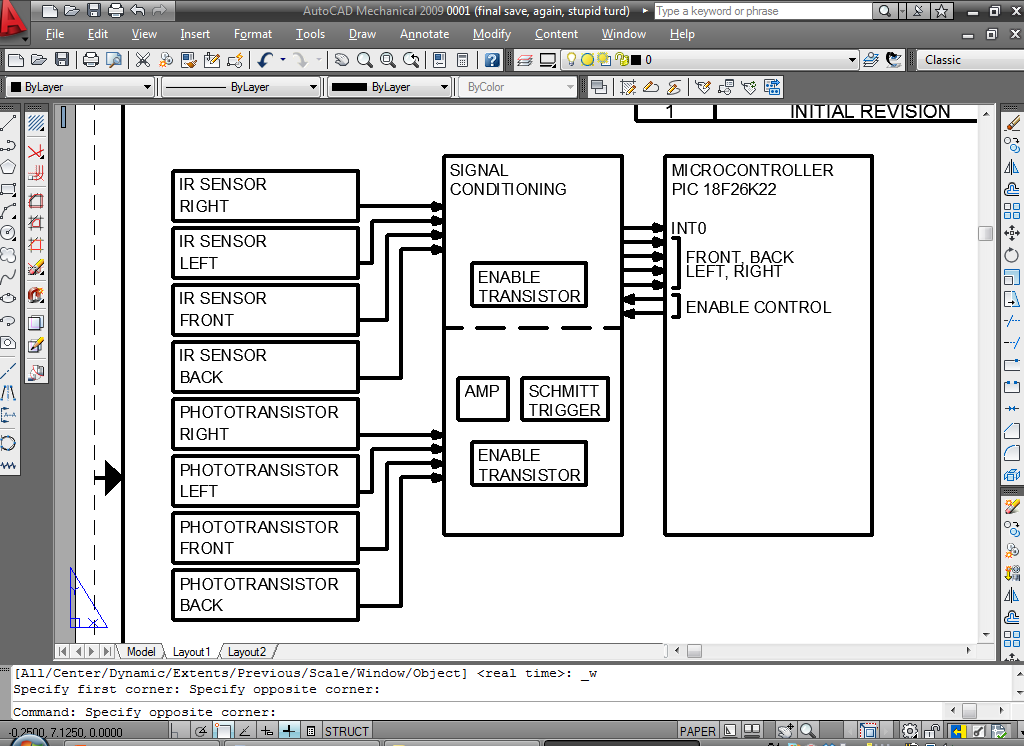 AutoCAD Mechanical 2009 0001 (final save, again, stupid turd)
Type a keyword or phrase
File Edit View Insert Format Tools Draw Annotate Modify Content Window Help
0
Classic
ByLayer
ByLayer
ByLayer
ByColor
1 INITIAL REVISION
IR SENSOR
RIGHT
IR SENSOR
LEFT
IR SENSOR
FRONT
IR SENSOR
BACK
PHOTOTRANSISTOR
RIGHT
PHOTOTRANSISTOR
LEFT
PHOTOTRANSISTOR
FRONT
PHOTOTRANSISTOR
BACK
SIGNAL
CONDITIONING
ENABLE
TRANSISTOR
AMP
SCHMITT
TRIGGER
ENABLE
TRANSISTOR
MICROCONTROLLER
PIC 18F26K22
INT0
FRONT, BACK
LEFT, RIGHT
ENABLE CONTROL
Model Layout1 Layout2
[All/Center/Dynamic/Extents/Previous/Scale/Window/Object] <real time>: _w
Specify first corner: Specify opposite corner:
Command: Specify opposite corner:
-0.2500, 7.1250, 0.0000
STRUCT
PAPER